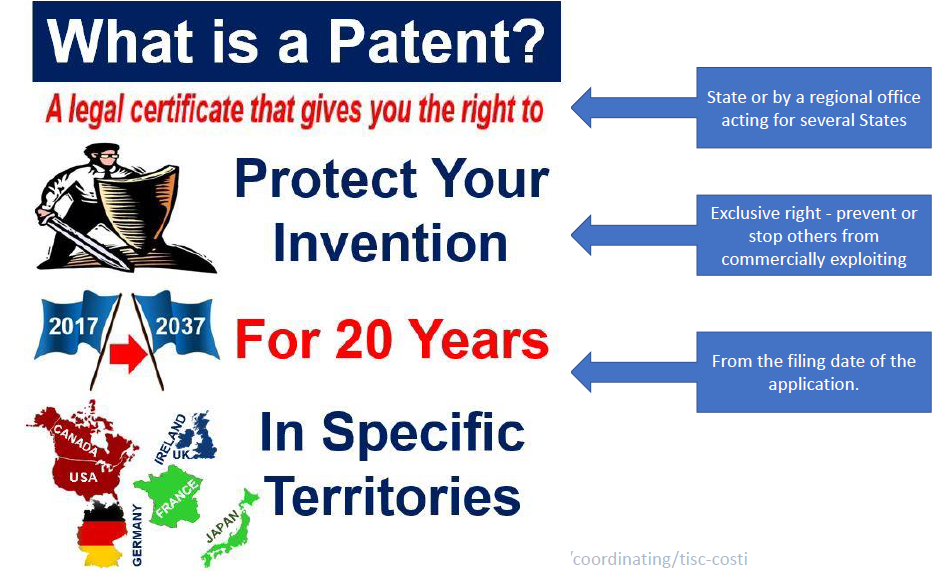 What is a Patent?
A legal certificate that gives you the right to
State or by a regional office
acting for several States
Protect Your
Invention
Exclusive right - prevent or
stop others from
commercially exploiting
2017
2037
For 20 Years
From the filing date of the
application.
In Specific
Territories
CANADA
USA
IRELAND
UK
FRANCE
GERMANY
JAPAN
/coordinating/tisc-costi